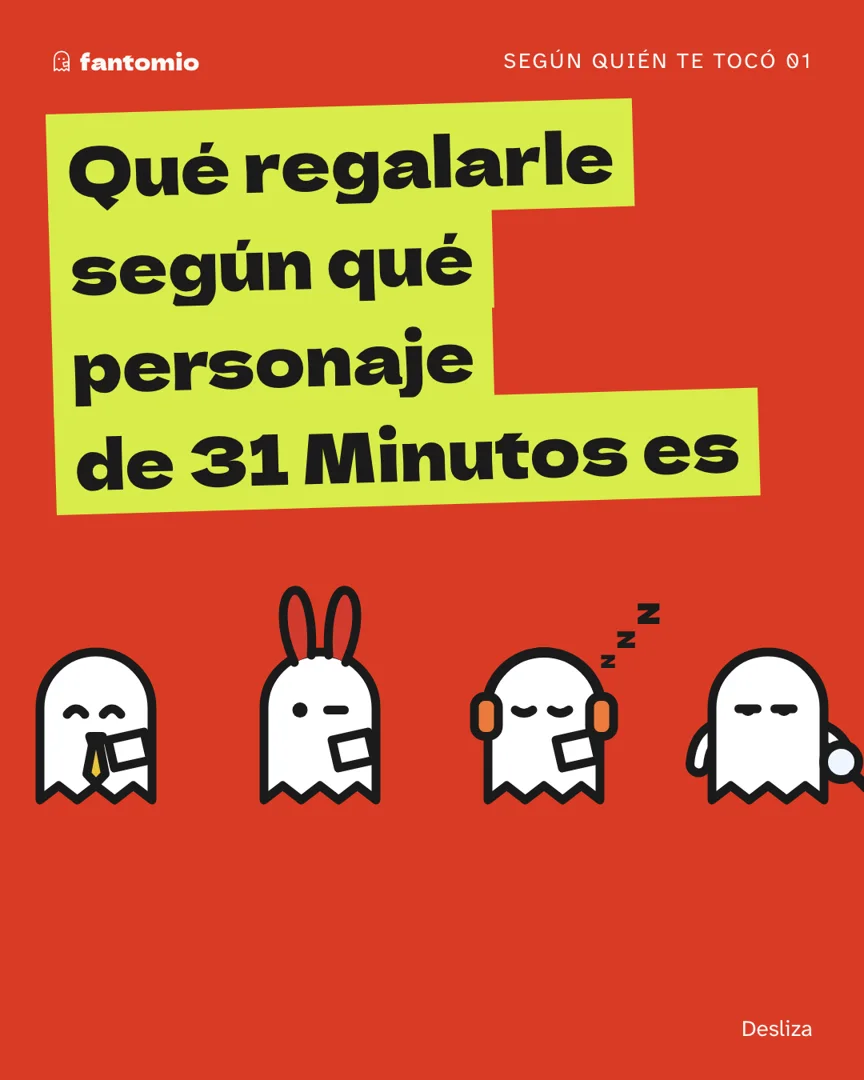 fantomio
SEGÚN QUIÉN TE TOCÓ 01
Qué regalarle
según qué
personaje
de 31 Minutos es
z
z
z
Desliza